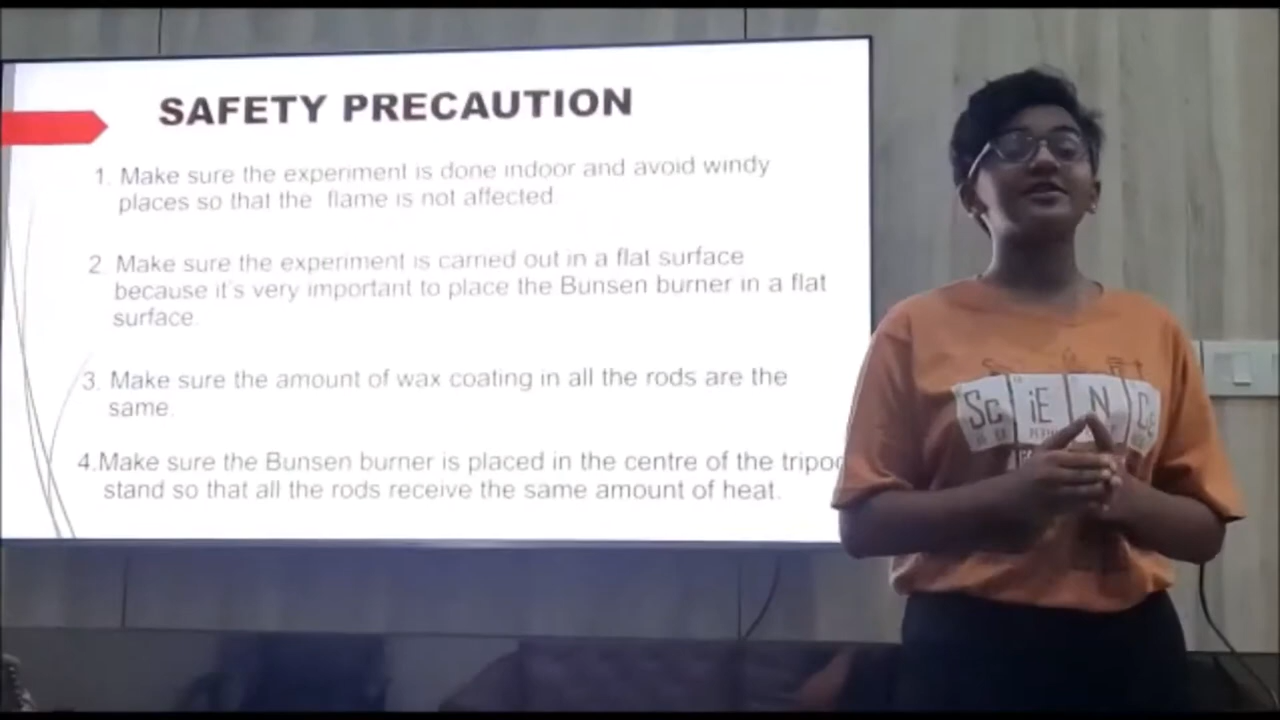 SAFETY PRECAUTION
1. Make sure the experiment is done indoor and avoid windy
places so that the flame is not affected.
2. Make sure the experiment is carried out in a flat surface
because it's very important to place the Bunsen burner in a flat
surface.
3. Make sure the amount of wax coating in all the rods are the
same.
4.Make sure the Bunsen burner is placed in the centre of the tripod
stand so that all the rods receive the same amount of heat.
Sc iE N Ce